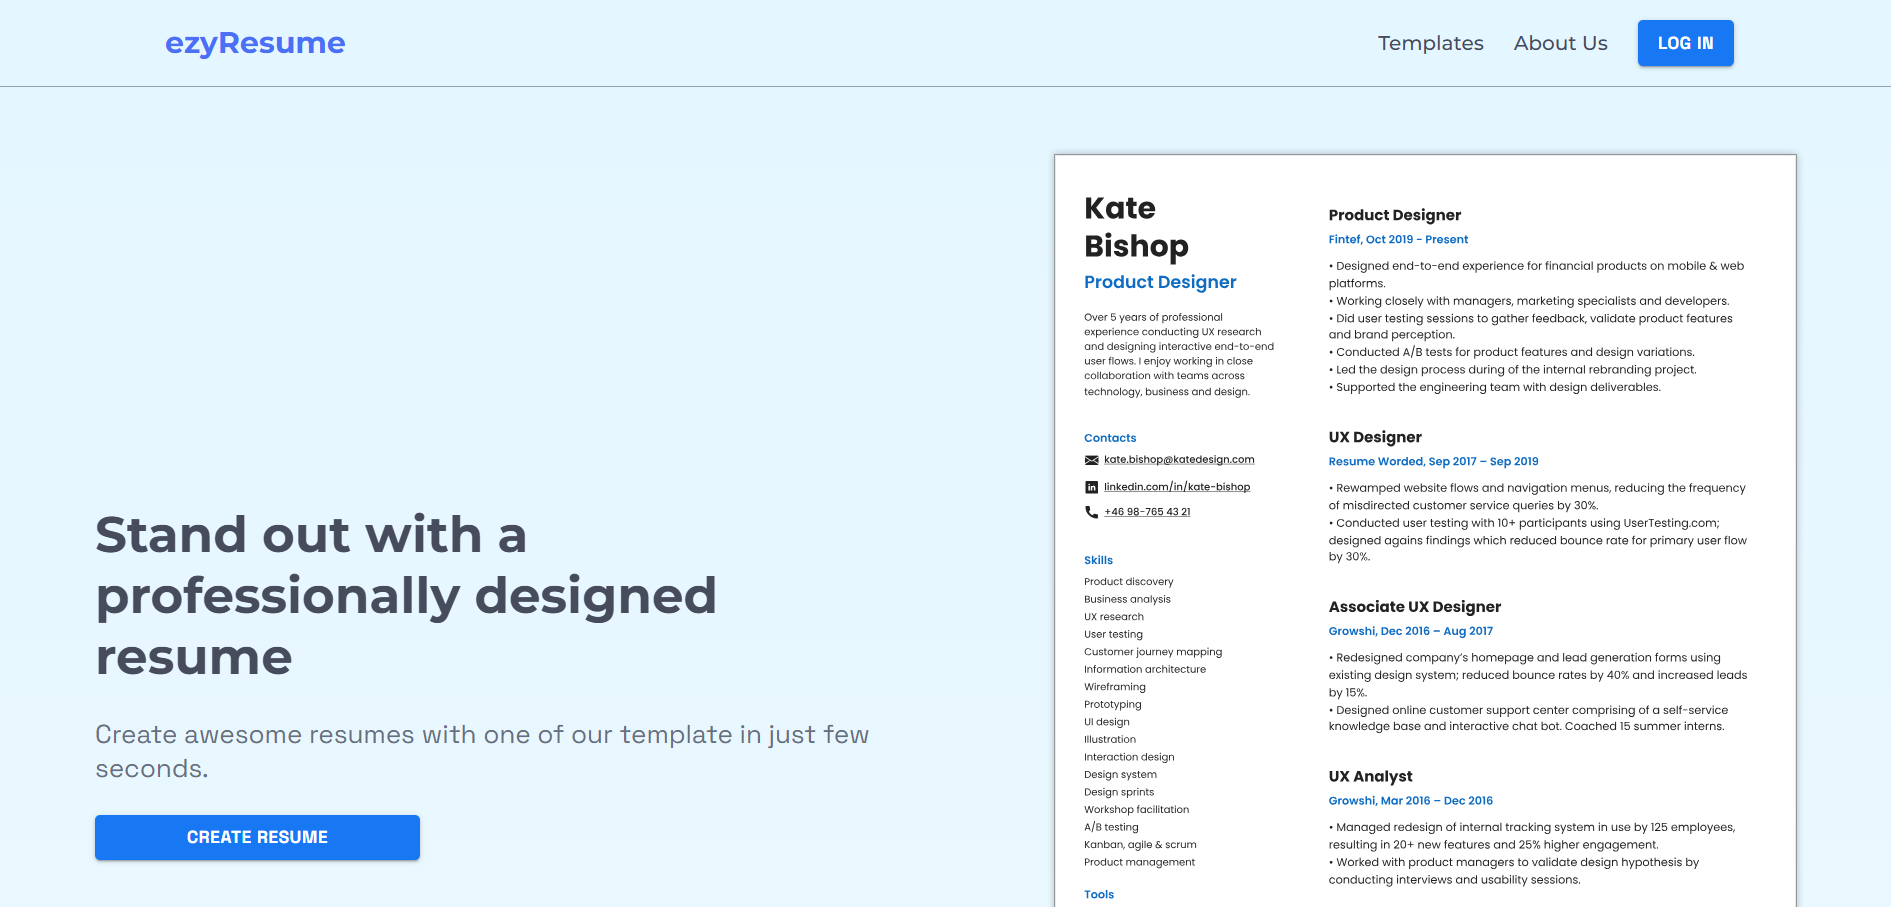 ezyResume
Templates
About Us
LOG IN
Stand out with a
professionally designed
resume
Create awesome resumes with one of our template in just few
seconds.
CREATE RESUME
Kate
Bishop
Product Designer
Over 5 years of professional
experience conducting UX research
and designing interactive end-to-end
user flows. I enjoy working in close
collaboration with teams across
technology, business and design.
Contacts
kate.bishop@katedesign.com
linkedin.com/in/kate-bishop
+46 98-765 43 21
Skills
Product discovery
Business analysis
UX research
User testing
Customer journey mapping
Information architecture
Wireframing
Prototyping
UI design
Illustration
Interaction design
Design system
Design sprints
Workshop facilitation
A/B testing
Kanban, agile & scrum
Product management
Tools
Product Designer
Fintef, Oct 2019 - Present
• Designed end-to-end experience for financial products on mobile & web
platforms.
• Working closely with managers, marketing specialists and developers.
• Did user testing sessions to gather feedback, validate product features
and brand perception.
• Conducted A/B tests for product features and design variations.
• Led the design process during of the internal rebranding project.
• Supported the engineering team with design deliverables.
UX Designer
Resume Worded, Sep 2017 – Sep 2019
• Rewamped website flows and navigation menus, reducing the frequency
of misdirected customer service queries by 30%.
• Conducted user testing with 10+ participants using UserTesting.com;
designed agains findings which reduced bounce rate for primary user flow
by 30%.
Associate UX Designer
Growshi, Dec 2016 – Aug 2017
• Redesigned company’s homepage and lead generation forms using
existing design system; reduced bounce rates by 40% and increased leads
by 15%.
• Designed online customer support center comprising of a self-service
knowledge base and interactive chat bot. Coached 15 summer interns.
UX Analyst
Growshi, Mar 2016 – Dec 2016
• Managed redesign of internal tracking system in use by 125 employees,
resulting in 20+ new features and 25% higher engagement.
• Worked with product managers to validate design hypothesis by
conducting interviews and usability sessions.